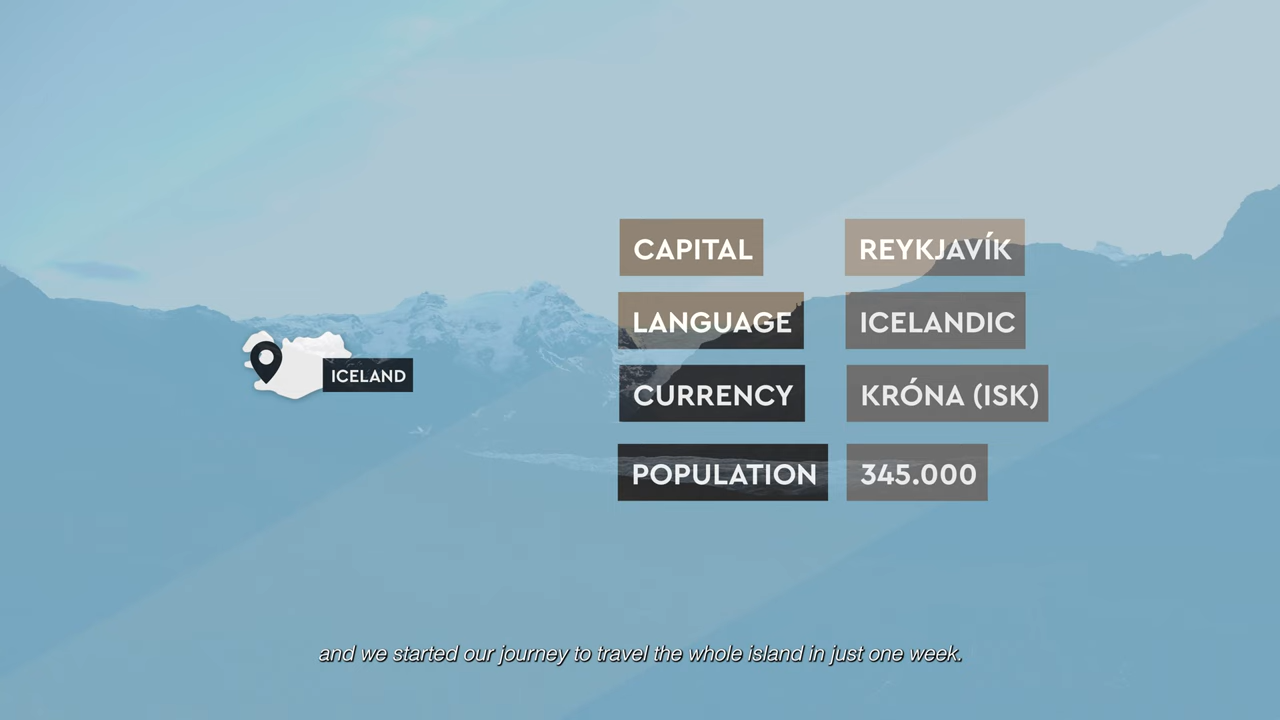 CAPITAL REYKJAVÍK
LANGUAGE ICELANDIC
ICELAND
CURRENCY KRÓNA (ISK)
POPULATION 345.000
and we started our journey to travel the whole island in just one week.